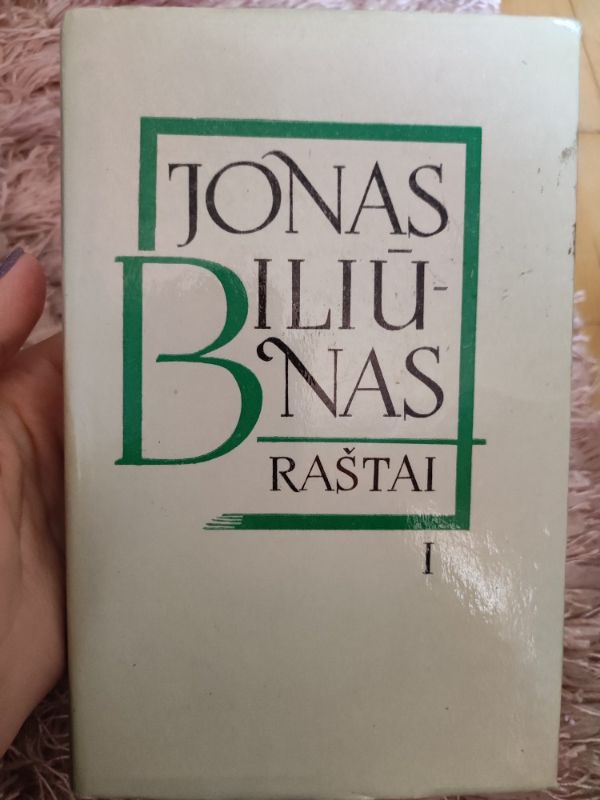 JONAS
BILIŪ-
NAS
RAŠTAI
I